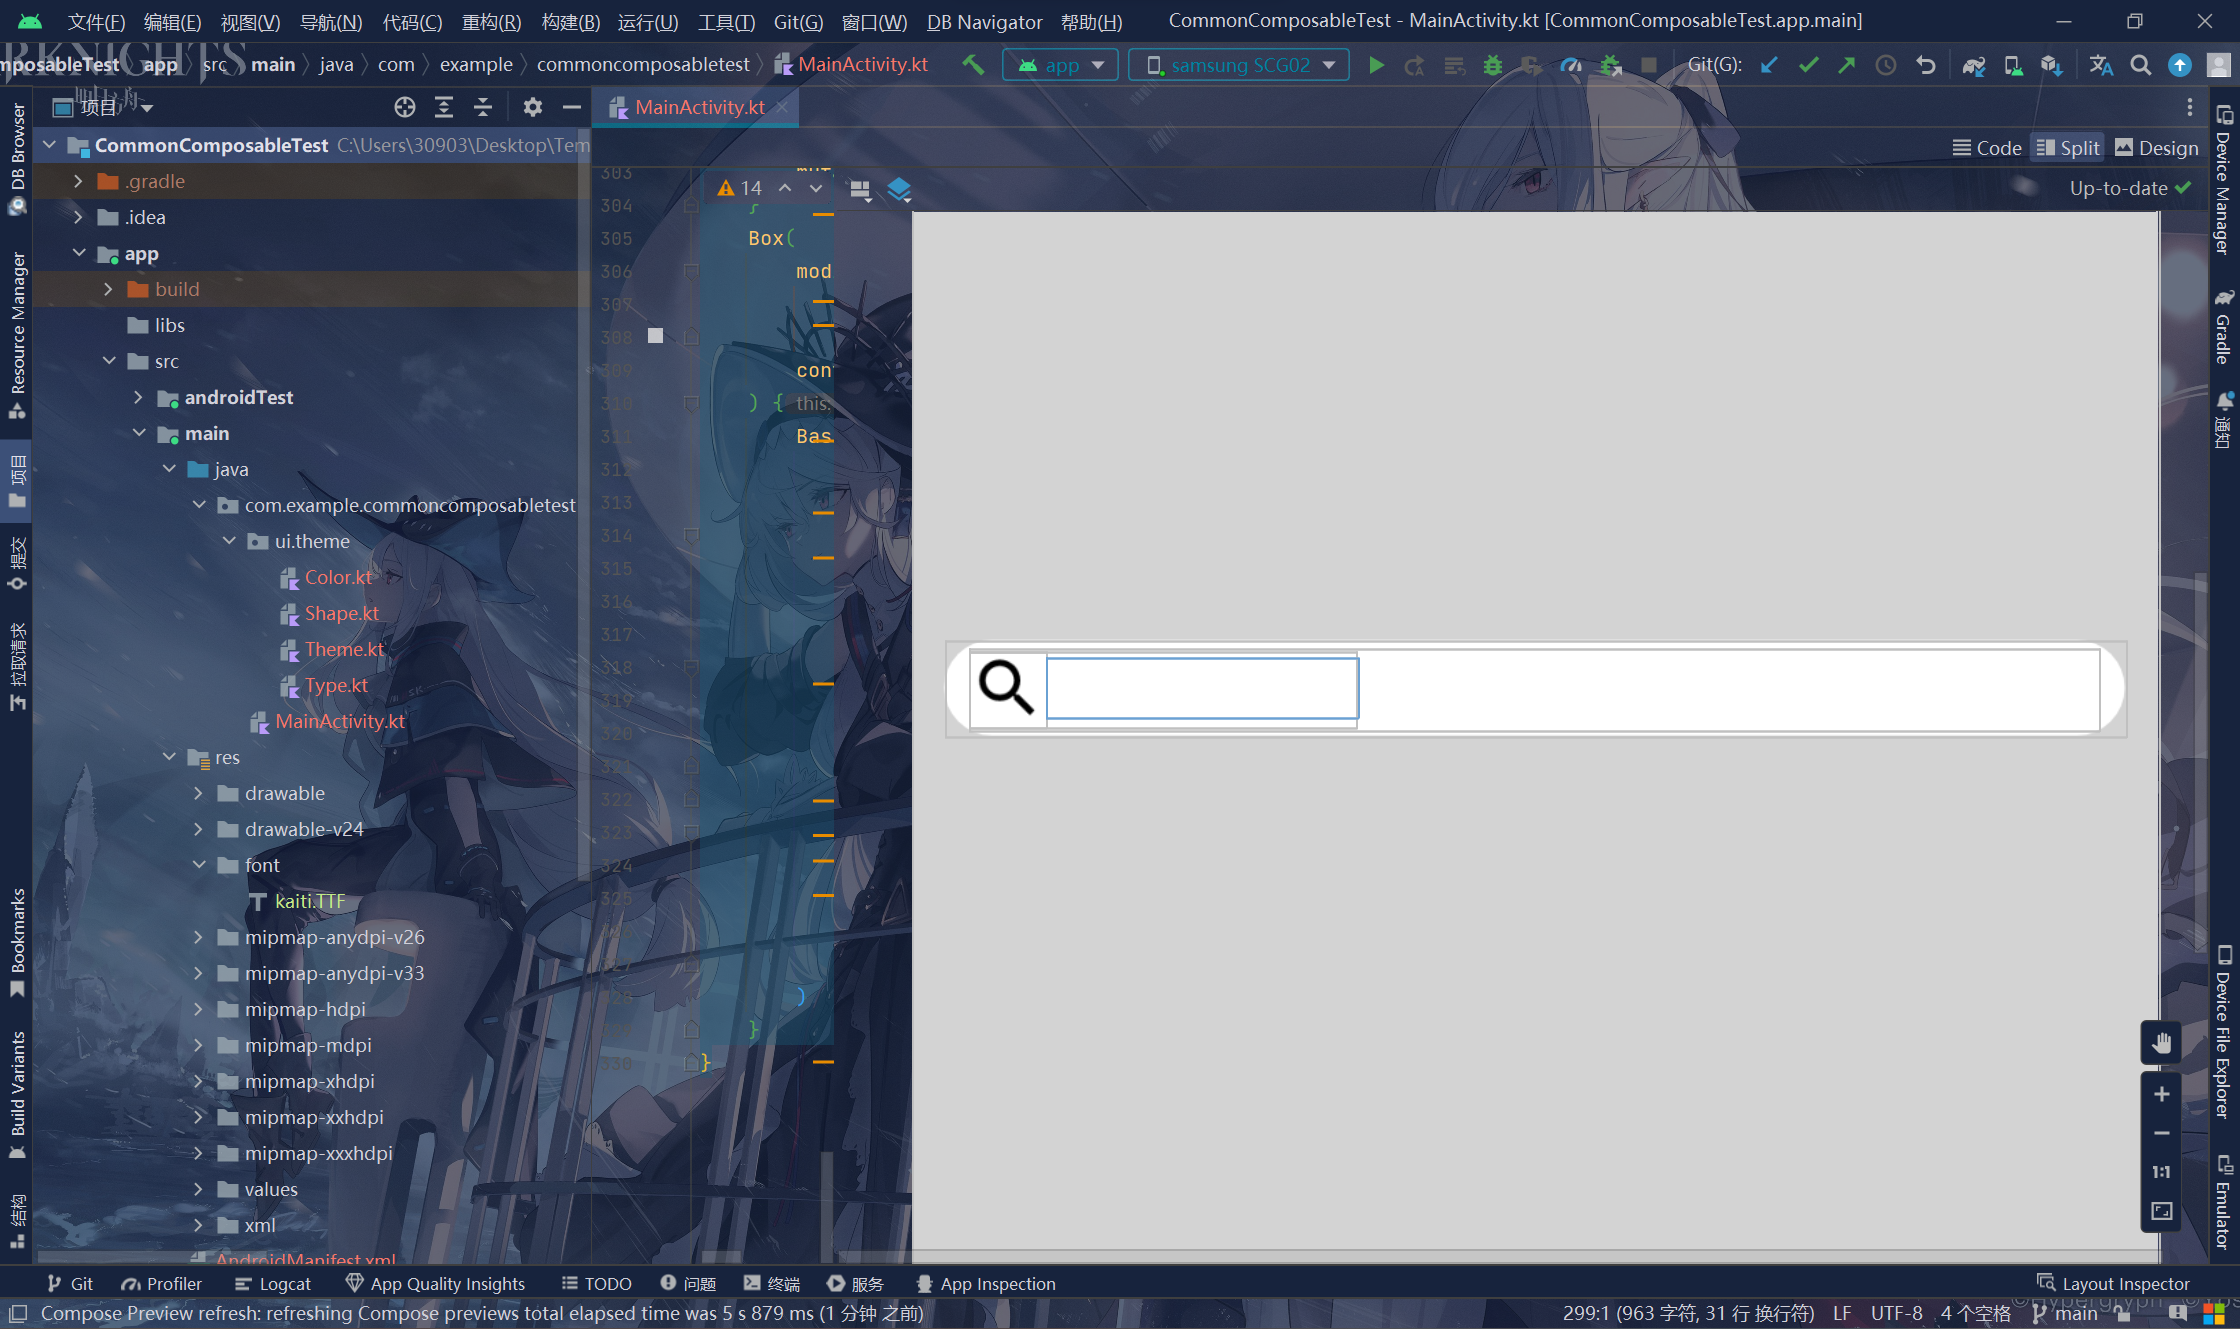 文件(F) 编辑(E) 视图(V) 导航(N) 代码(C) 重构(R) 构建(B) 运行(U) 工具(T) Git(G) 窗口(W) DB Navigator 帮助(H) CommonComposableTest - MainActivity.kt [CommonComposableTest.app.main]
mposableTest app src main java com example commoncomposabletest MainActivity.kt app samsung SCG02 Git(G):
项目 MainActivity.kt
CommonComposableTest C:\Users\30903\Desktop\Tem
Code Split Design
.gradle
.idea
app
build
libs
src
androidTest
main
java
com.example.commoncomposabletest
ui.theme
Color.kt
Shape.kt
Theme.kt
Type.kt
MainActivity.kt
res
drawable
drawable-v24
font
kaiti.TTF
mipmap-anydpi-v26
mipmap-anydpi-v33
mipmap-hdpi
mipmap-mdpi
mipmap-xhdpi
mipmap-xxhdpi
mipmap-xxxhdpi
values
xml
AndroidManifest.xml
14
Up-to-date
303
304 }
305 Box(
306 mod
307
308
309 con
310 ) { this:
311 Bas
312
313
314
315
316
317
318
319
320
321
322
323
324
325
328 )
329 }
330 }
1:1
DB Browser
Resource Manager
项目
提交
拉取请求
Bookmarks
Build Variants
结构
Device Manager
Gradle
通知
Device File Explorer
Emulator
Git Profiler Logcat App Quality Insights TODO 问题 终端 服务 App Inspection Layout Inspector
Compose Preview refresh: refreshing Compose previews total elapsed time was 5 s 879 ms (1 分钟 之前) 299:1 (963 字符, 31 行 换行符) LF UTF-8 4 个空格 main